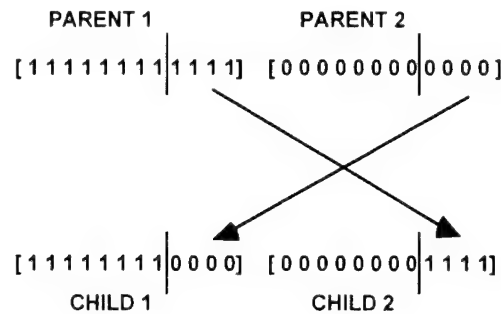 PARENT 1 PARENT 2
[1 1 1 1 1 1 1 1 1 1 1 1] [0 0 0 0 0 0 0 0 0 0 0 0]
[1 1 1 1 1 1 1 1 0 0 0 0] [0 0 0 0 0 0 0 0 1 1 1 1]
CHILD 1 CHILD 2